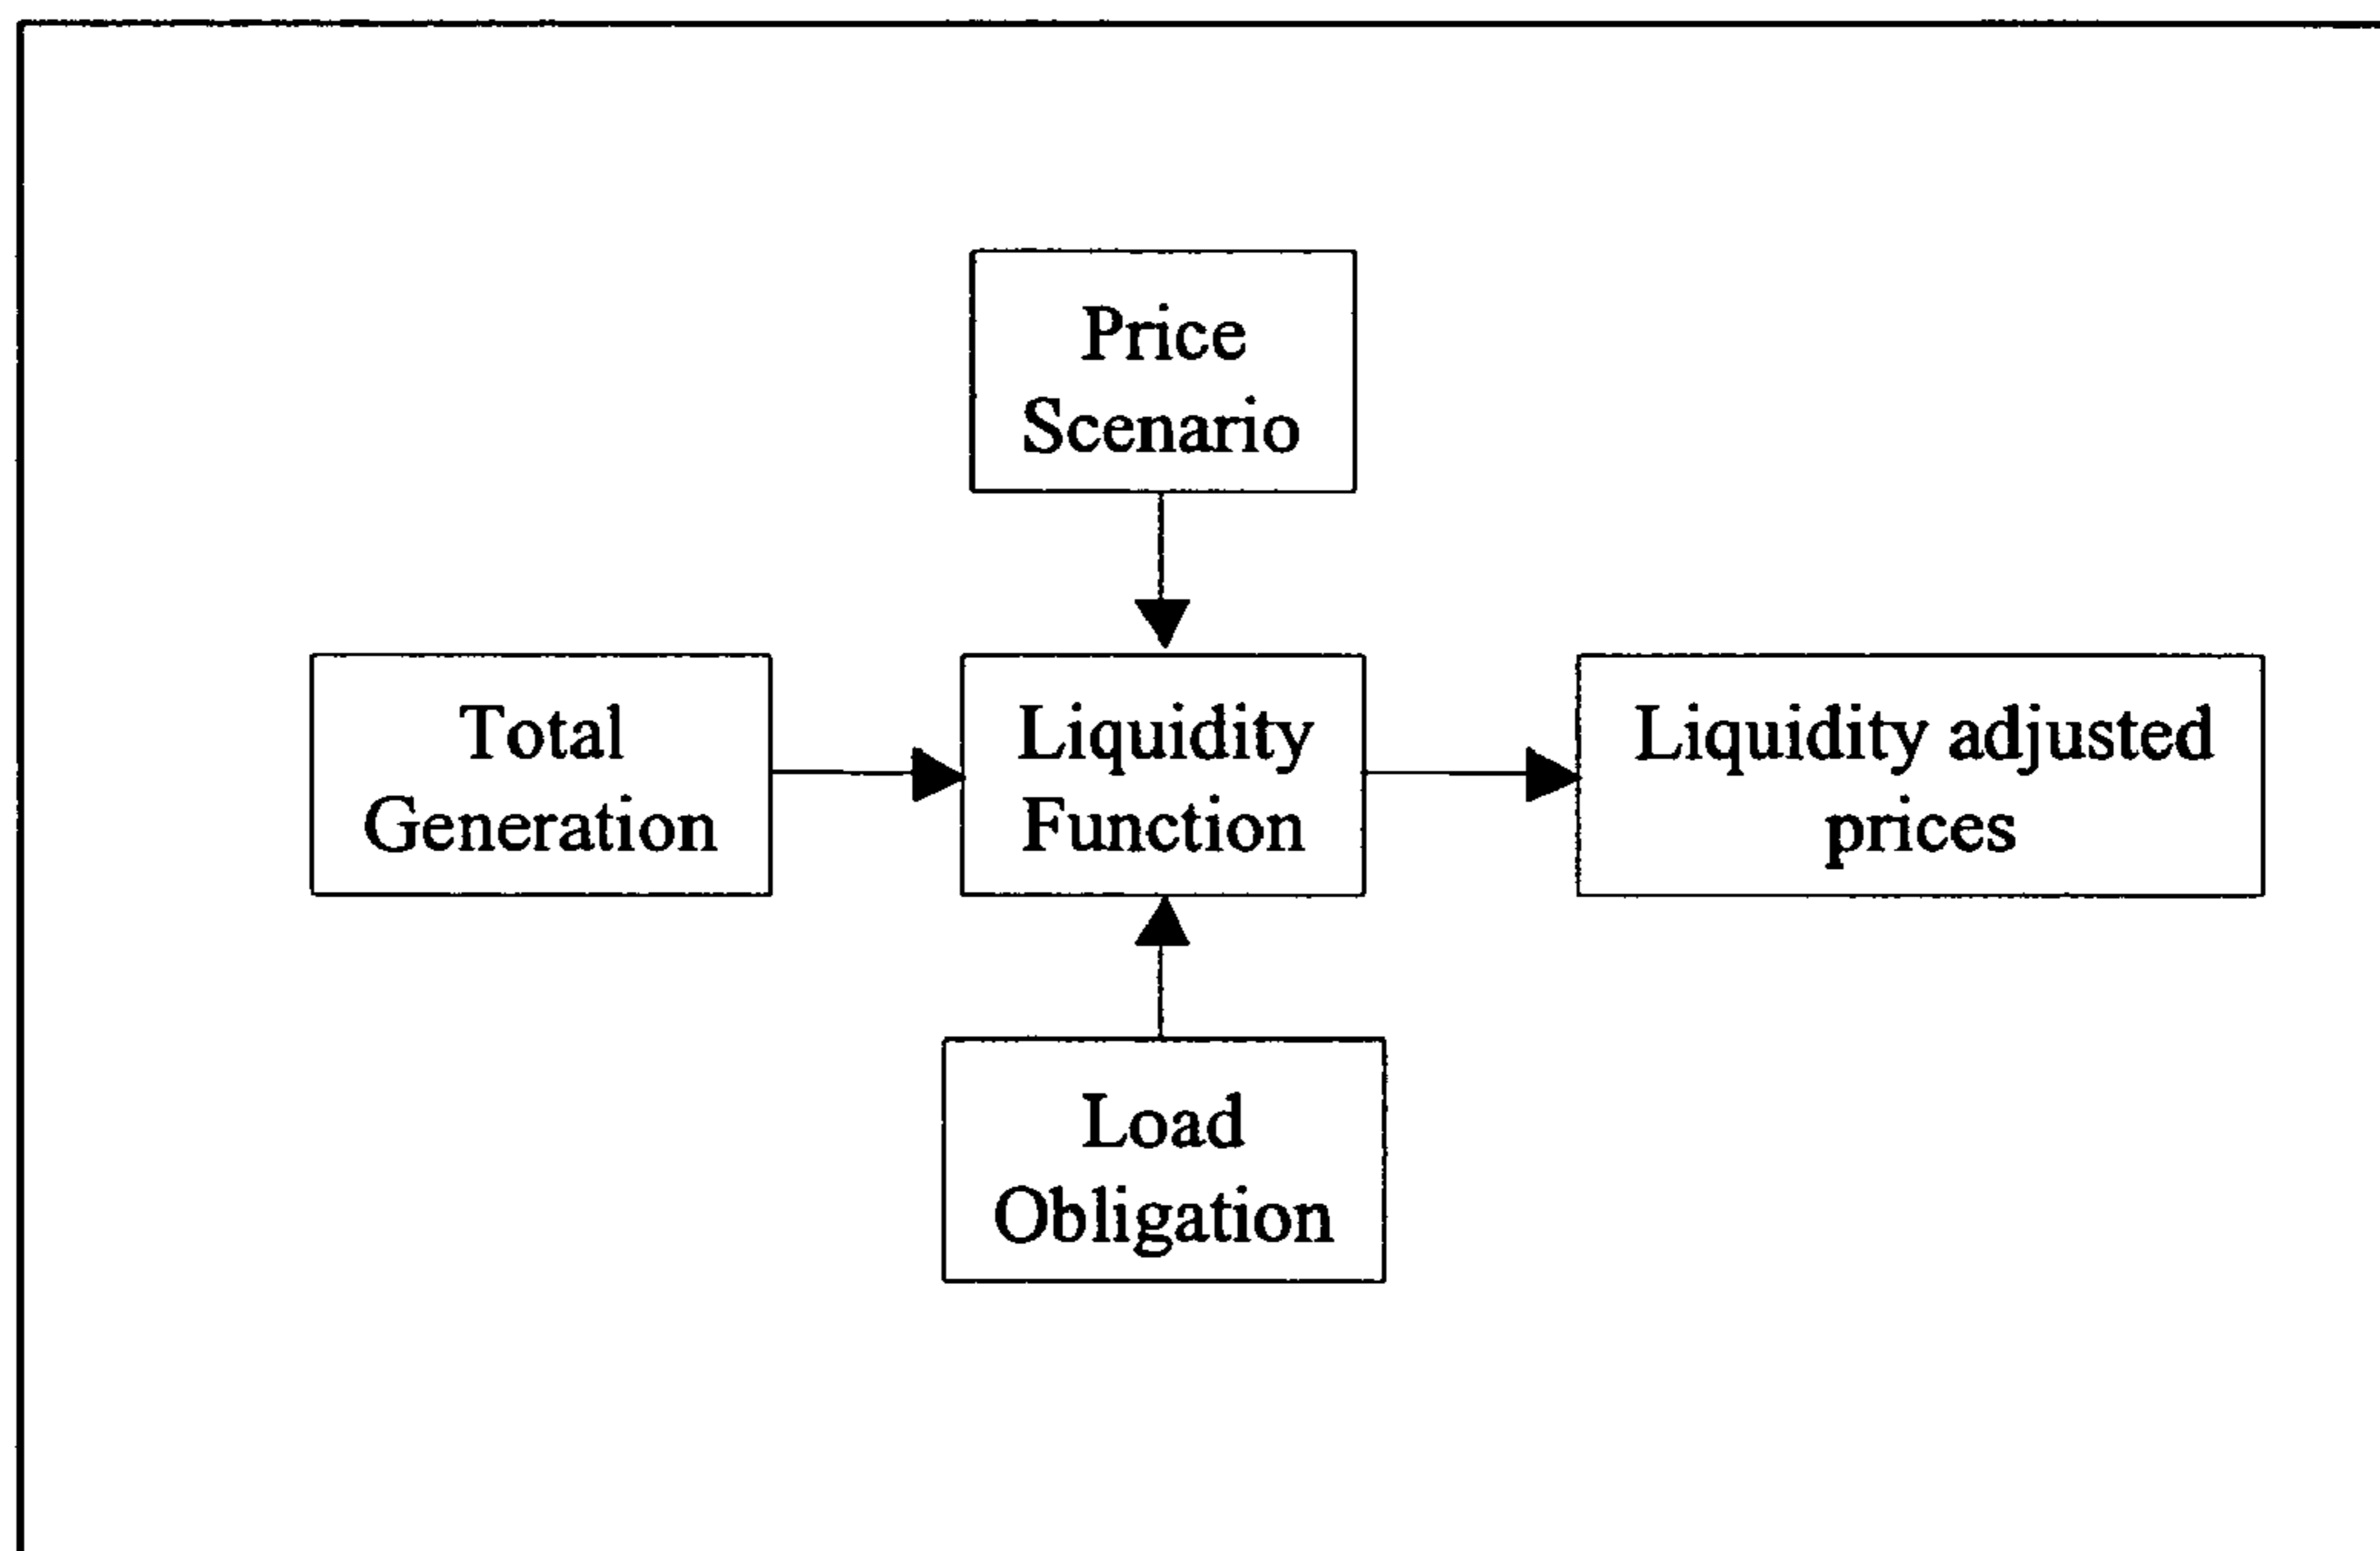 Price
Scenario
Total
Generation
Liquidity
Function
Liquidity adjusted
prices
Load
Obligation